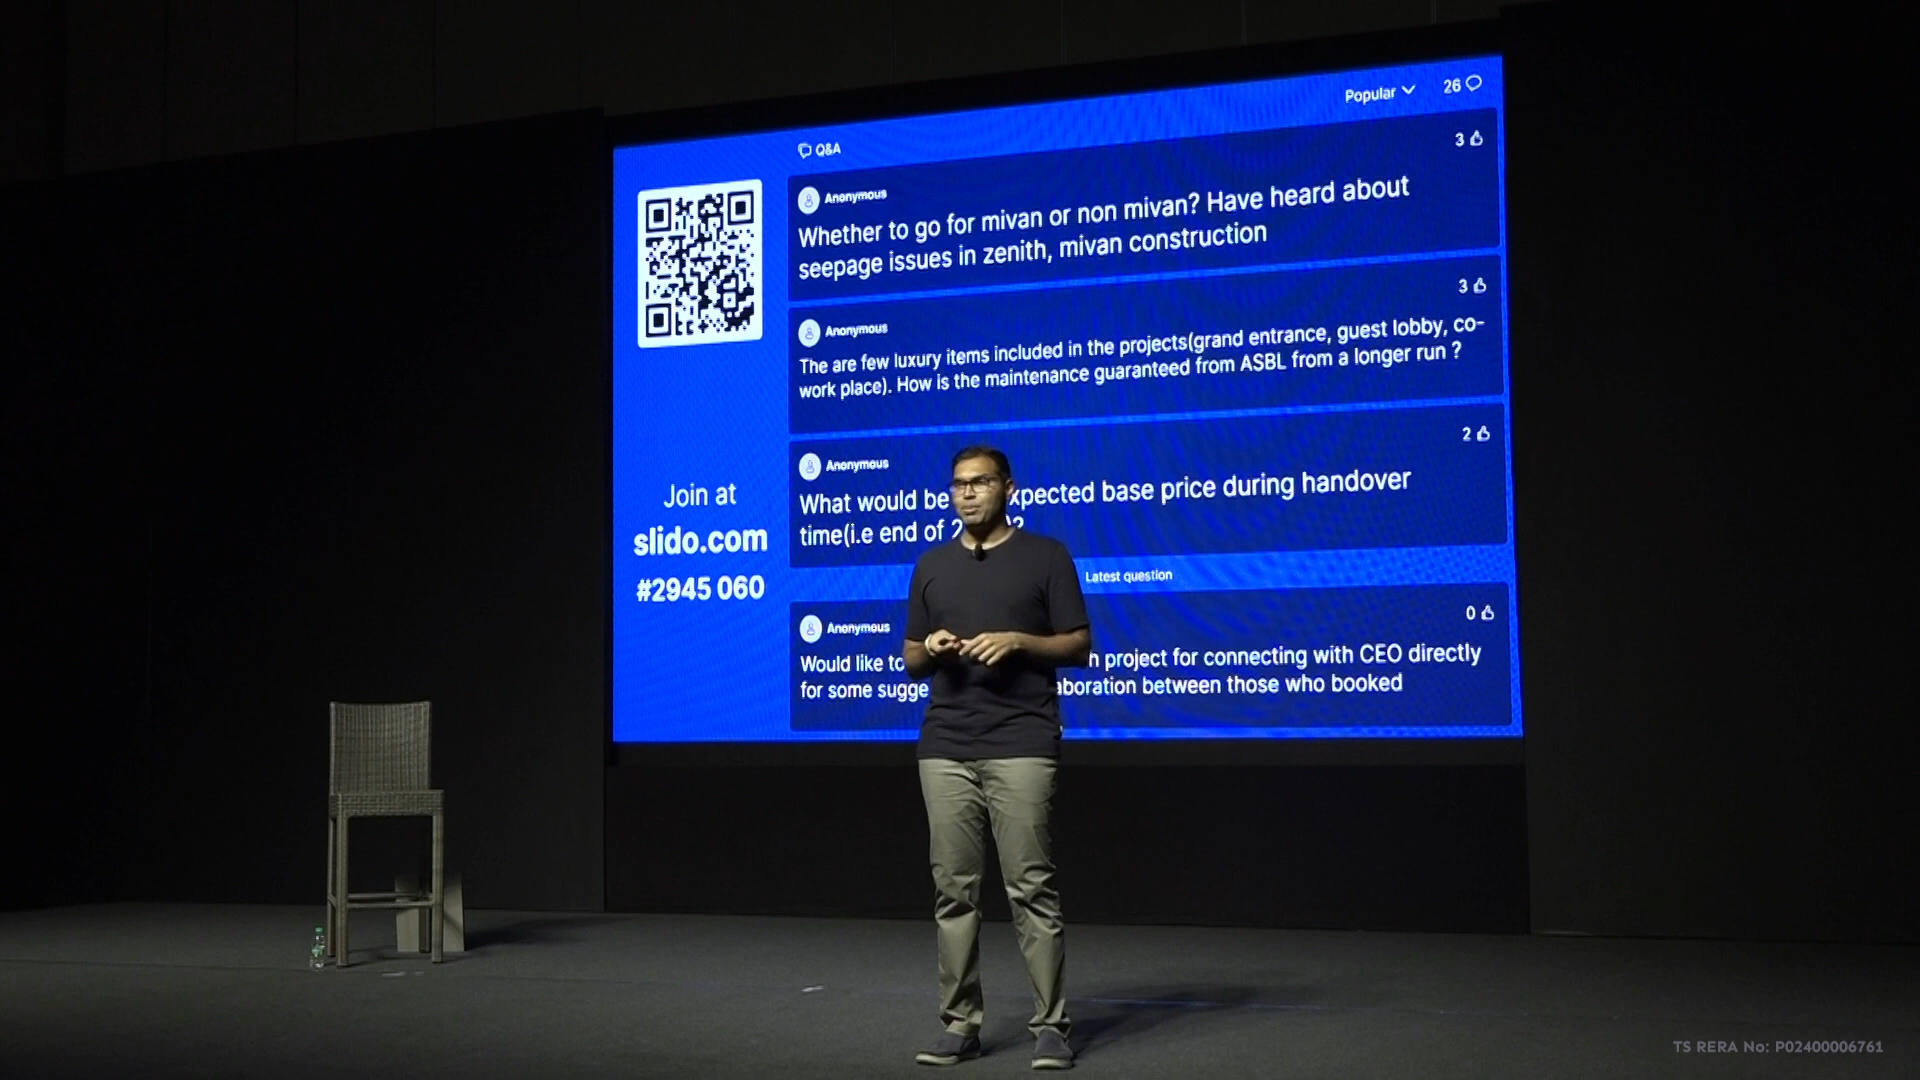 Popular
26
Q&A
3
Anonymous
Whether to go for mivan or non mivan? Have heard about
seepage issues in zenith, mivan construction
3
Anonymous
The are few luxury items included in the projects(grand entrance, guest lobby, co-
work place). How is the maintenance guaranteed from ASBL from a longer run ?
2
Anonymous
What would be xpected base price during handover
time(i.e end of 2 )?
Latest question
0
Anonymous
Would like to h project for connecting with CEO directly
for some sugge aboration between those who booked
Join at
slido.com
#2945 060
TS RERA No: P02400006761